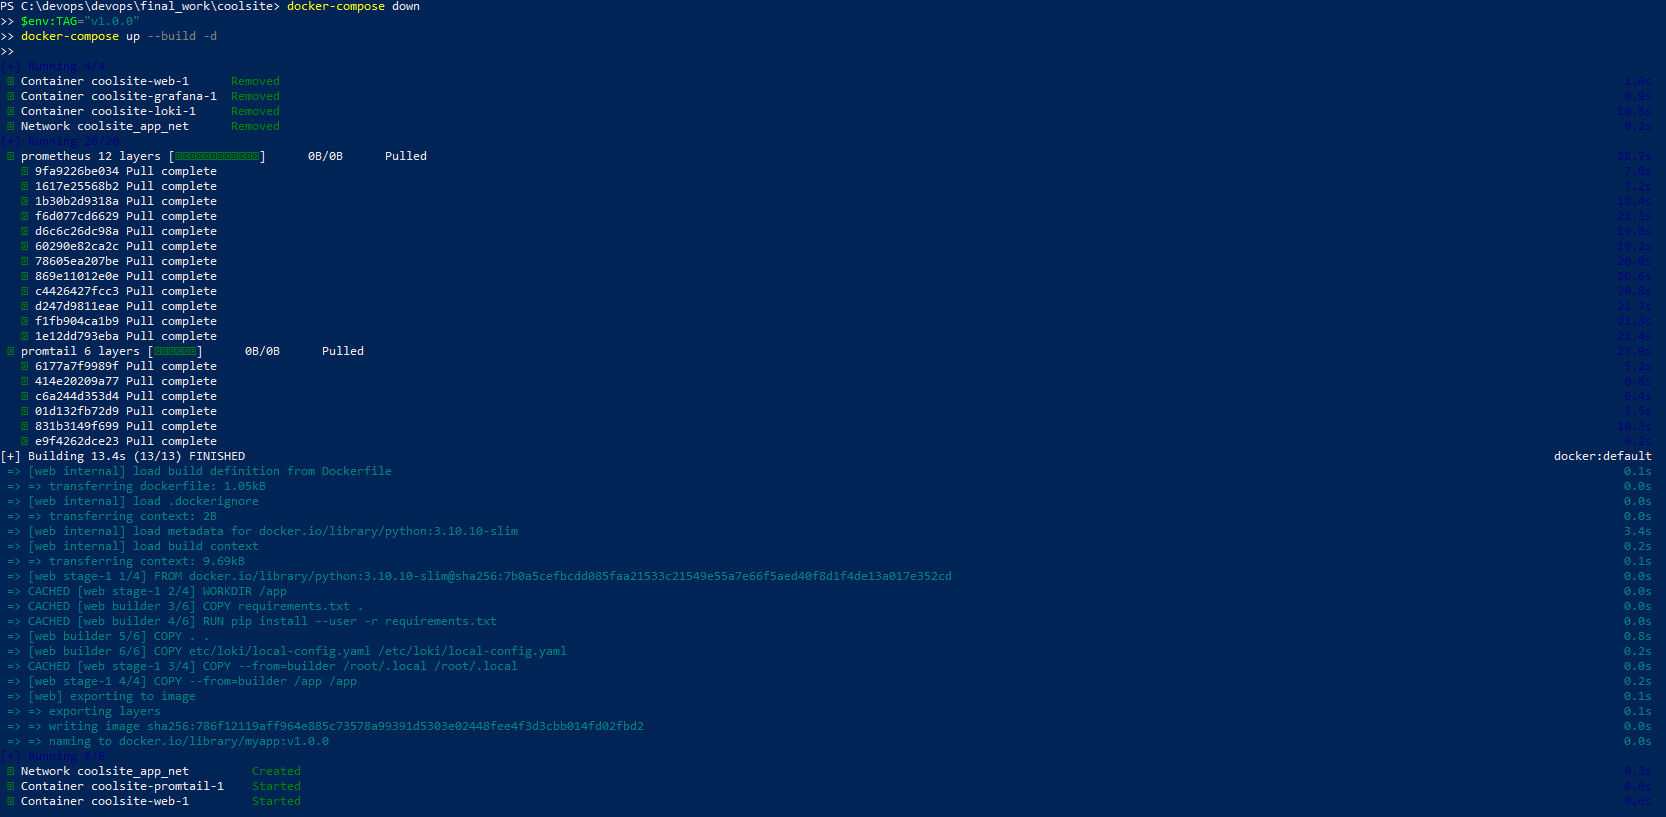 PS C:\devops\devops\final_work\coolsite> docker-compose down
>> $env:TAG="v1.0.0"
>> docker-compose up --build -d
>>
[+] Running 4/4
Container coolsite-web-1 Removed 1.0s
Container coolsite-grafana-1 Removed 0.9s
Container coolsite-loki-1 Removed 10.5s
Network coolsite_app_net Removed 0.2s
[+] Running 20/20
prometheus 12 layers [] 0B/0B Pulled 28.7s
9fa9226be034 Pull complete 7.0s
1617e25568b2 Pull complete 7.2s
1b30b2d9318a Pull complete 18.4s
f6d077cd6629 Pull complete 22.1s
d6c6c26dc98a Pull complete 19.8s
60290e82ca2c Pull complete 19.2s
78605ea207be Pull complete 20.0s
869e11012e0e Pull complete 20.6s
c4426427fcc3 Pull complete 20.8s
d247d9811eae Pull complete 21.7s
f1fb904ca1b9 Pull complete 21.8s
1e12dd793eba Pull complete 22.4s
promtail 6 layers [] 0B/0B Pulled 23.9s
6177a7f9989f Pull complete 5.2s
414e20209a77 Pull complete 0.8s
c6a244d353d4 Pull complete 6.4s
01d132fb72d9 Pull complete 3.5s
831b3149f699 Pull complete 18.3s
e9f4262dce23 Pull complete 6.2s
[+] Building 13.4s (13/13) FINISHED docker:default
=> [web internal] load build definition from Dockerfile 0.1s
=> => transferring dockerfile: 1.05kB 0.0s
=> [web internal] load .dockerignore 0.0s
=> => transferring context: 2B 0.0s
=> [web internal] load metadata for docker.io/library/python:3.10.10-slim 3.4s
=> [web internal] load build context 0.2s
=> => transferring context: 9.69kB 0.1s
=> [web stage-1 1/4] FROM docker.io/library/python:3.10.10-slim@sha256:7b0a5cefbcdd085faa21533c21549e55a7e66f5aed40f8d1f4de13a017e352cd 0.0s
=> CACHED [web stage-1 2/4] WORKDIR /app 0.0s
=> CACHED [web builder 3/6] COPY requirements.txt . 0.0s
=> CACHED [web builder 4/6] RUN pip install --user -r requirements.txt 0.0s
=> [web builder 5/6] COPY . . 0.8s
=> [web builder 6/6] COPY etc/loki/local-config.yaml /etc/loki/local-config.yaml 0.2s
=> CACHED [web stage-1 3/4] COPY --from=builder /root/.local /root/.local 0.0s
=> [web stage-1 4/4] COPY --from=builder /app /app 0.2s
=> [web] exporting to image 0.1s
=> => exporting layers 0.1s
=> => writing image sha256:786f12119aff964e885c73578a99391d5303e02448fee4f3d3cbb014fd02fbd2 0.0s
=> => naming to docker.io/library/myapp:v1.0.0 0.0s
[+] Running 6/6
Network coolsite_app_net Created 0.3s
Container coolsite-promtail-1 Started 0.6s
Container coolsite-web-1 Started 0.6s